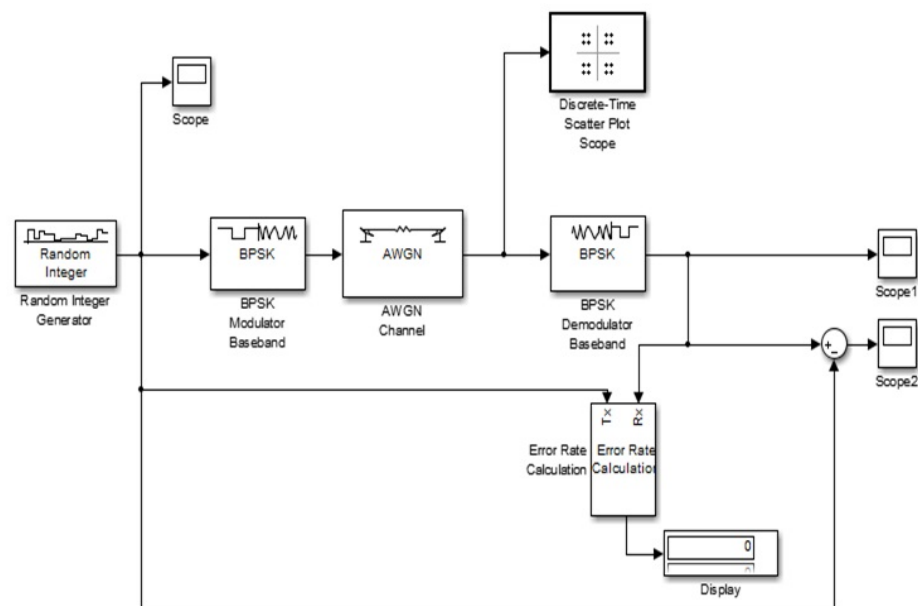 Discrete-Time
Scatter Plot
Scope
Scope
Random
Integer
Random Integer
Generator
BPSK
BPSK
Modulator
Baseband
AWGN
AWGN
Channel
BPSK
BPSK
Demodulator
Baseband
Scope1
+
−
Scope2
Tx
Rx
Error Rate
Calculation
Error Rate
Calculation
0
Display